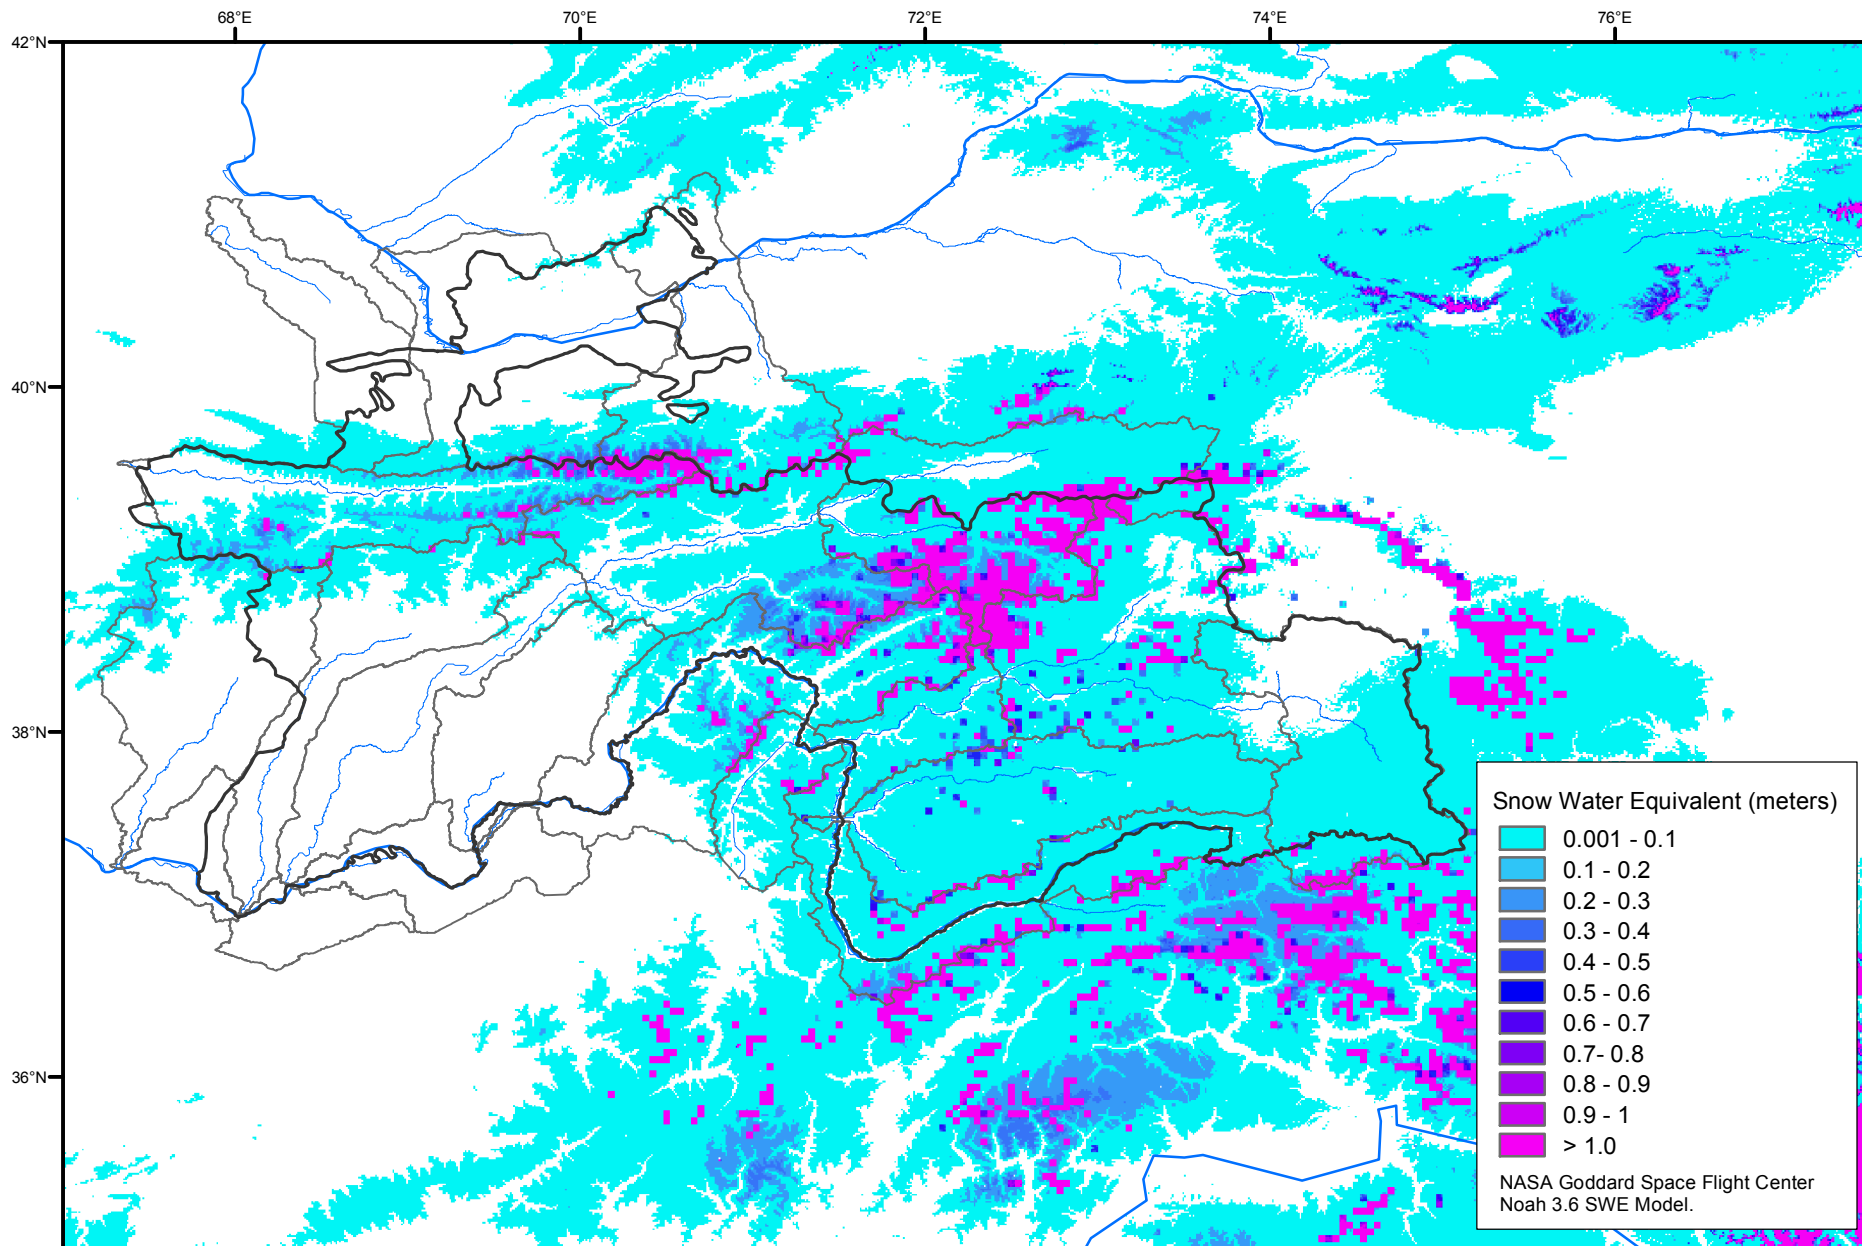 68°E
70°E
72°E
74°E
76°E
42°N
40°N
38°N
36°N
Snow Water Equivalent (meters)
0.001 - 0.1
0.1 - 0.2
0.2 - 0.3
0.3 - 0.4
0.4 - 0.5
0.5 - 0.6
0.6 - 0.7
0.7- 0.8
0.8 - 0.9
0.9 - 1
> 1.0
NASA Goddard Space Flight Center
Noah 3.6 SWE Model.